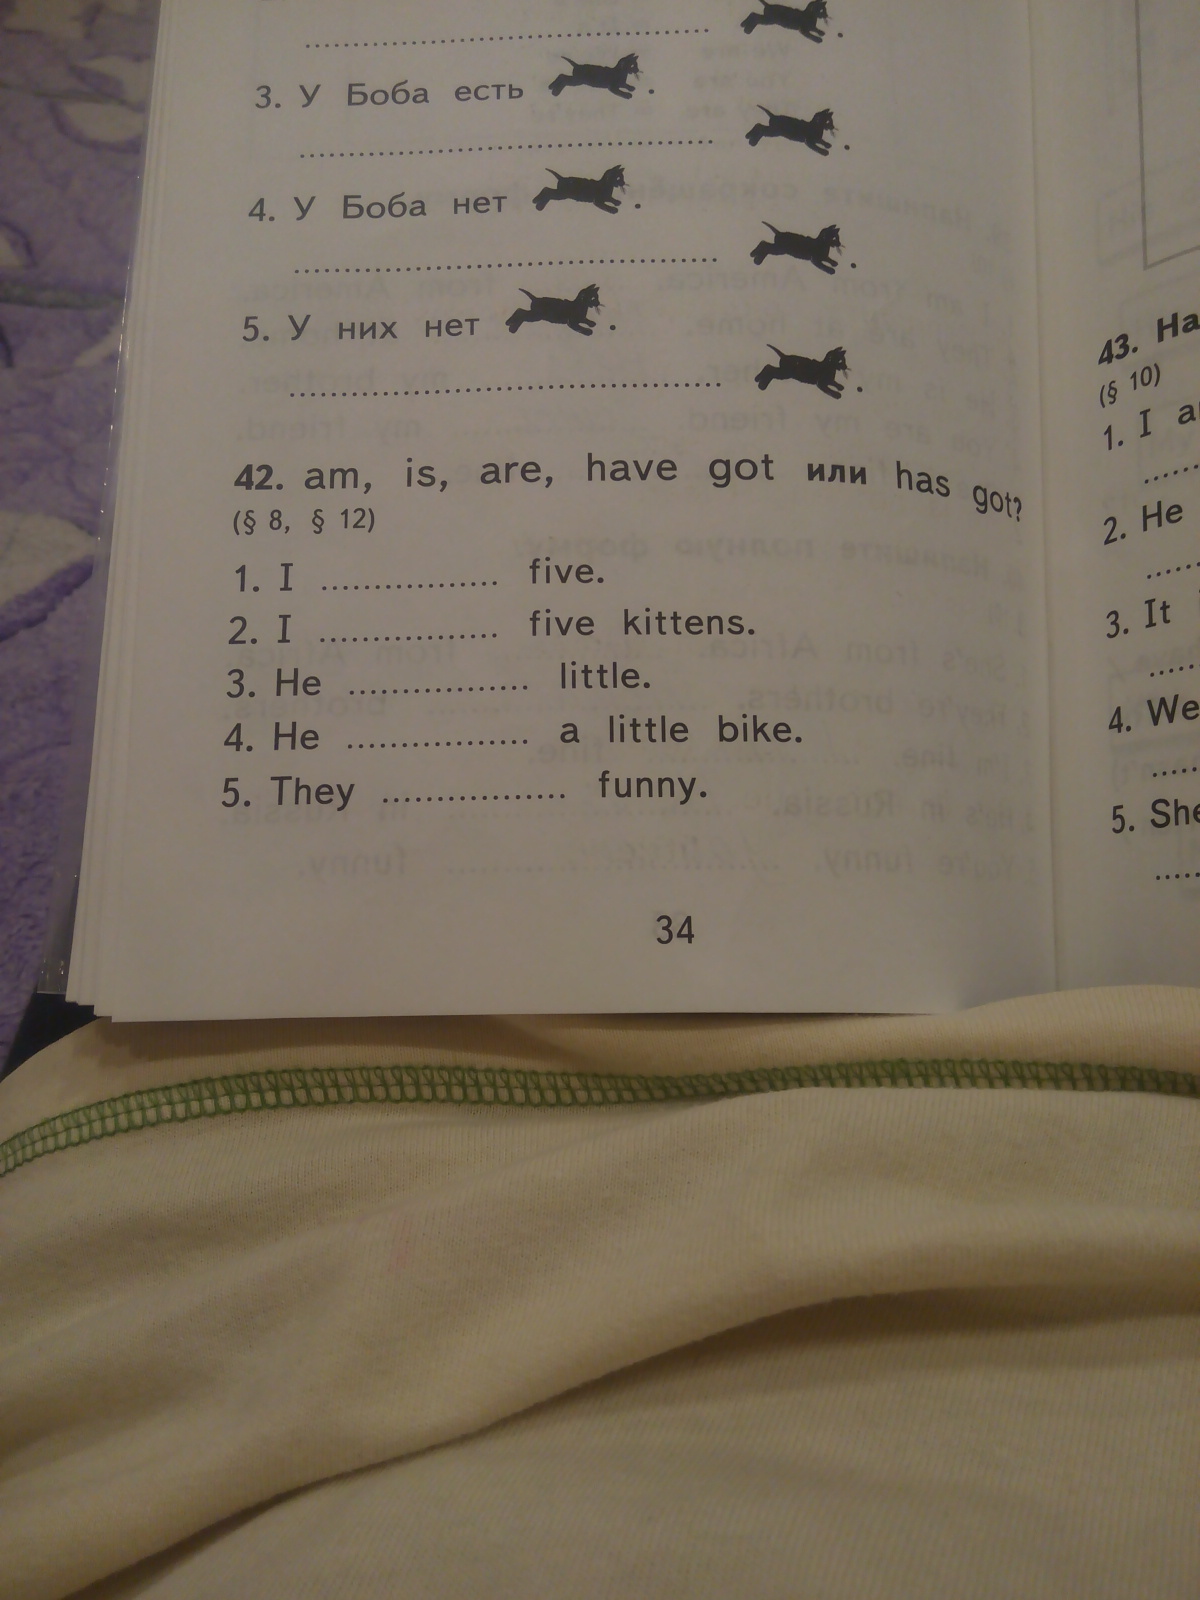 3. У Боба есть .
4. У Боба нет .
5. У них нет .
42. am, is, are, have got или has got?
(§ 8, § 12)
1. I ................ five.
2. I ................ five kittens.
3. He ................ little.
4. He ................ a little bike.
5. They ................ funny.
34
43. На
(§ 10)
1. I
2. He
3. It
4. We
5. She